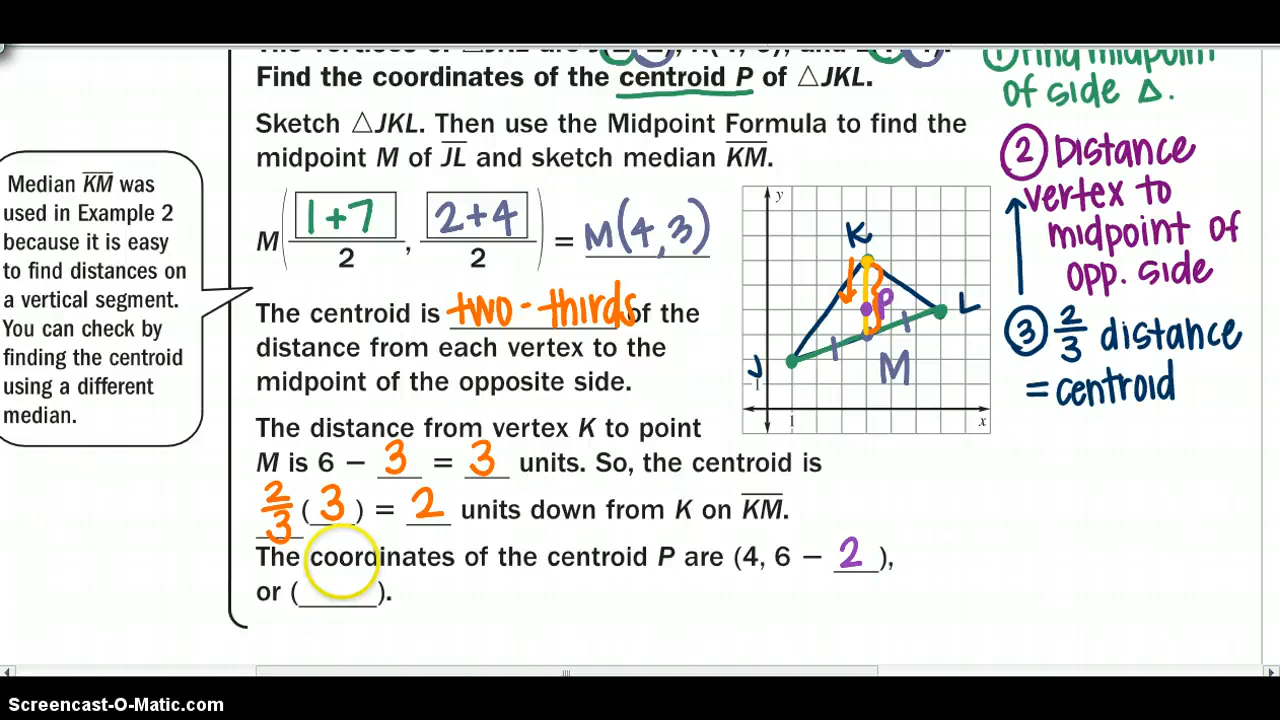 Find the coordinates of the centroid P of △JKL.
Sketch △JKL. Then use the Midpoint Formula to find the
midpoint M of JL and sketch median KM.
M ( 1+7 / 2 , 2+4 / 2 ) = M(4,3)
The centroid is two-thirds of the
distance from each vertex to the
midpoint of the opposite side.
The distance from vertex K to point
M is 6 − 3 = 3 units. So, the centroid is
2/3 ( 3 ) = 2 units down from K on KM.
The coordinates of the centroid P are (4, 6 − 2 ),
or (______).
Median KM was
used in Example 2
because it is easy
to find distances on
a vertical segment.
You can check by
finding the centroid
using a different
median.
y
K
P
L
J
M
1
1
x
① find midpoint
of side △.
② Distance
vertex to
midpoint of
opp. side
③ 2/3 distance
= centroid
Screencast-O-Matic.com